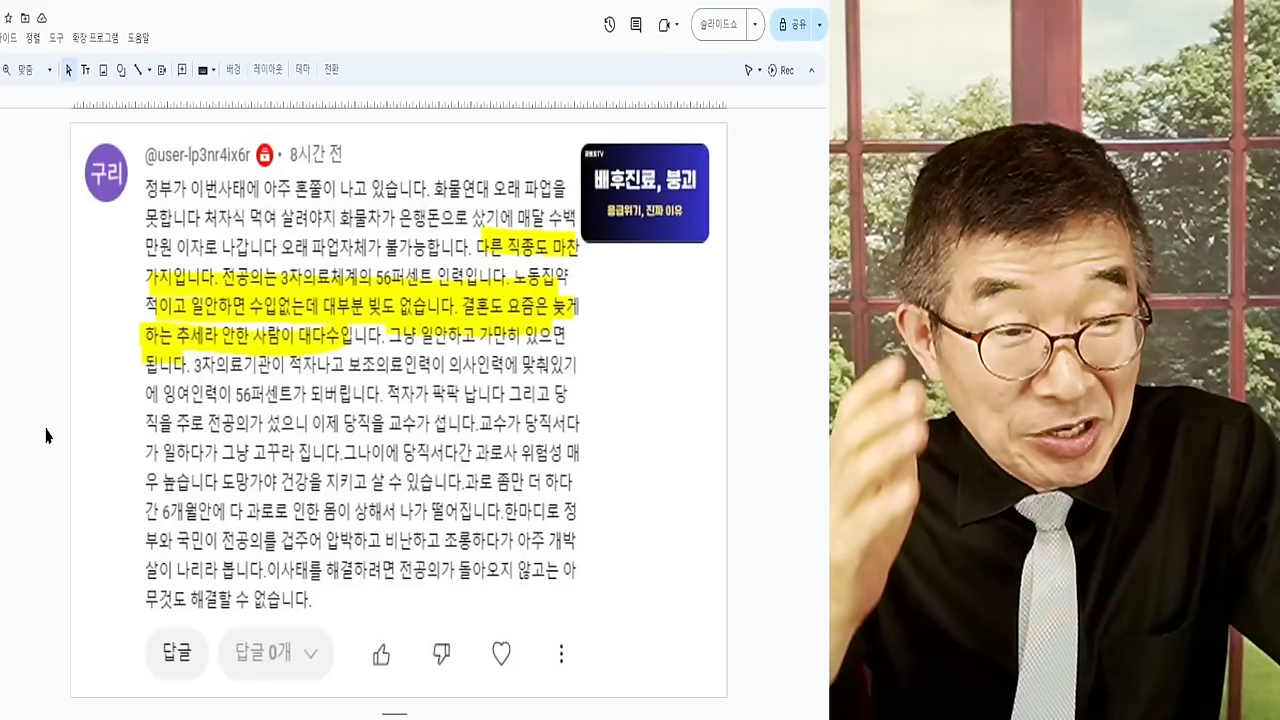 이드 정렬 도구 확장 프로그램 도움말
슬라이드쇼
공유
맞춤
배경 레이아웃 테마 전환
Rec
구리
@user-lp3nr4ix6r · 8시간 전
정부가 이번사태에 아주 혼쭐이 나고 있습니다. 화물연대 오래 파업을
못합니다 처자식 먹여 살려야지 화물차가 은행돈으로 샀기에 매달 수백
만원 이자로 나갑니다 오래 파업자체가 불가능합니다. 다른 직종도 마찬
가지입니다. 전공의는 3차의료체계의 56퍼센트 인력입니다. 노동집약
적이고 일안하면 수입없는데 대부분 빚도 없습니다. 결혼도 요즘은 늦게
하는 추세라 안한 사람이 대다수입니다. 그냥 일안하고 가만히 있으면
됩니다. 3차의료기관이 적자나고 보조의료인력이 의사인력에 맞춰있기
에 잉여인력이 56퍼센트가 되버립니다. 적자가 팍팍 납니다 그리고 당
직을 주로 전공의가 섰으니 이제 당직을 교수가 섭니다.교수가 당직서다
가 일하다가 그냥 고꾸라 집니다.그나이에 당직서다간 과로사 위험성 매
우 높습니다 도망가야 건강을 지키고 살 수 있습니다.과로 좀만 더 하다
간 6개월안에 다 과로로 인한 몸이 상해서 나가 떨어집니다.한마디로 정
부와 국민이 전공의를 겁주어 압박하고 비난하고 조롱하다가 아주 개박
살이 나리라 봅니다.이사태를 해결하려면 전공의가 돌아오지 않고는 아
무것도 해결할 수 없습니다.
배후진료, 붕괴
응급위기, 진짜 이유
답글
답글 0개